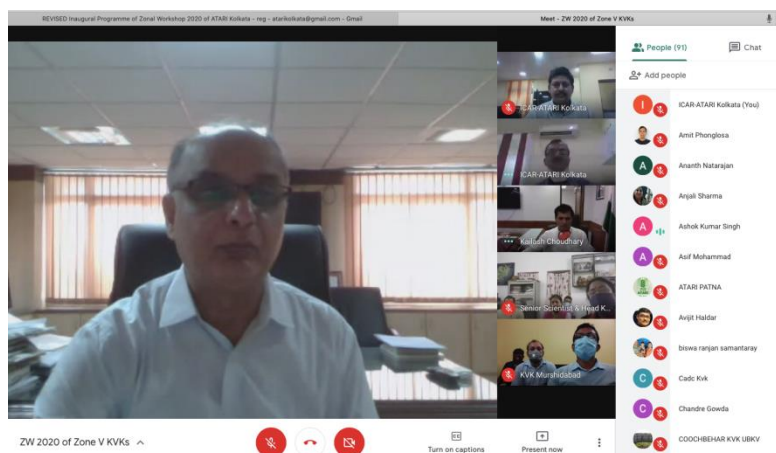 REVISED Inaugural Programme of Zonal Workshop 2020 of ATARI Kolkata - reg - atarikolkata@gmail.com - Gmail
Meet - ZW 2020 of Zone V KVKs
People (91)
Chat
Add people
I
ICAR-ATARI Kolkata (You)
Amit Phonglosa
A
Ananth Natarajan
Anjali Sharma
A
Ashok Kumar Singh
A
Asif Mohammad
ATARI PATNA
Avijit Haldar
biswa ranjan samantaray
C
Cadc Kvk
C
Chandre Gowda
COOCHBEHAR KVK UBKV
ICAR-ATARI Kolkata
ICAR-ATARI Kolkata
Kailash Choudhary
Senior Scientist & Head K...
KVK Murshidabad
ZW 2020 of Zone V KVKs
Turn on captions
Present now